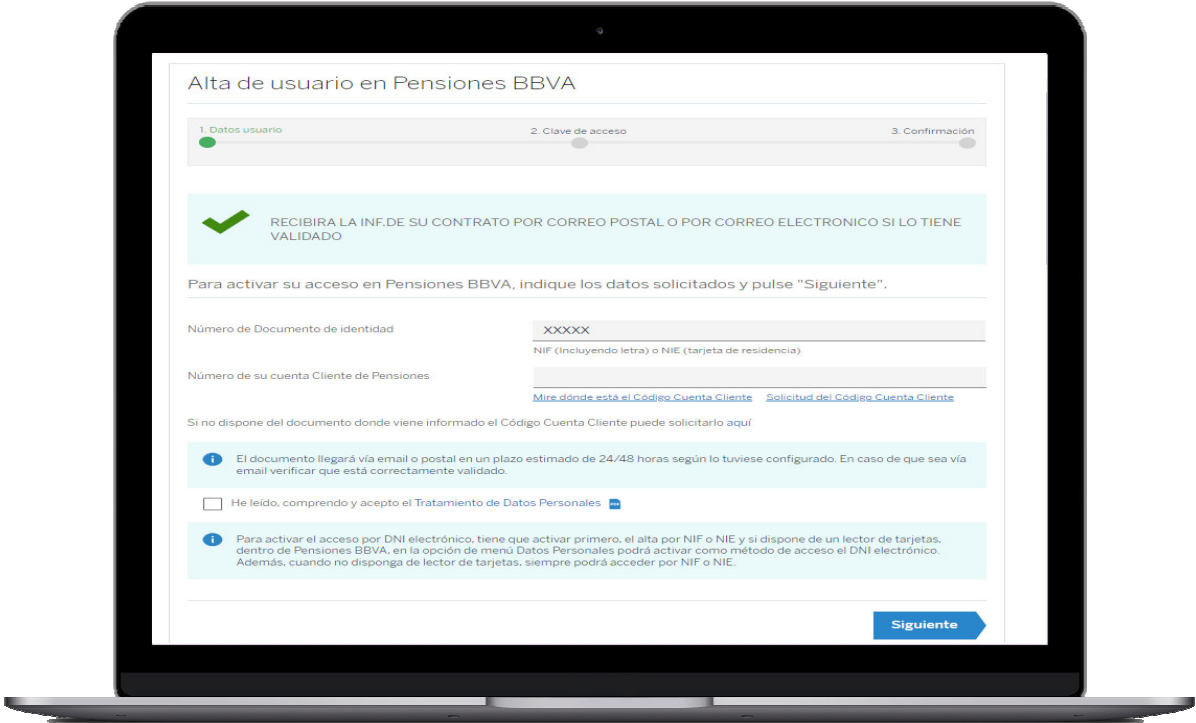 Alta de usuario en Pensiones BBVA
1. Datos usuario
2. Clave de acceso
3. Confirmación
RECIBIRA LA INF.DE SU CONTRATO POR CORREO POSTAL O POR CORREO ELECTRONICO SI LO TIENE
VALIDADO
Para activar su acceso en Pensiones BBVA, indique los datos solicitados y pulse "Siguiente".
Número de Documento de identidad
XXXXX
NIF (Incluyendo letra) o NIE (tarjeta de residencia)
Número de su cuenta Cliente de Pensiones
Mire dónde está el Código Cuenta Cliente
Solicitud del Código Cuenta Cliente
Si no dispone del documento donde viene informado el Código Cuenta Cliente puede solicitarlo aquí
El documento llegará vía email o postal en un plazo estimado de 24/48 horas según lo tuviese configurado. En caso de que sea vía
email verificar que está correctamente validado.
He leído, comprendo y acepto el Tratamiento de Datos Personales
Para activar el acceso por DNI electrónico, tiene que activar primero, el alta por NIF o NIE y si dispone de un lector de tarjetas,
dentro de Pensiones BBVA, en la opción de menú Datos Personales podrá activar como método de acceso el DNI electrónico.
Además, cuando no disponga de lector de tarjetas, siempre podrá acceder por NIF o NIE.
Siguiente